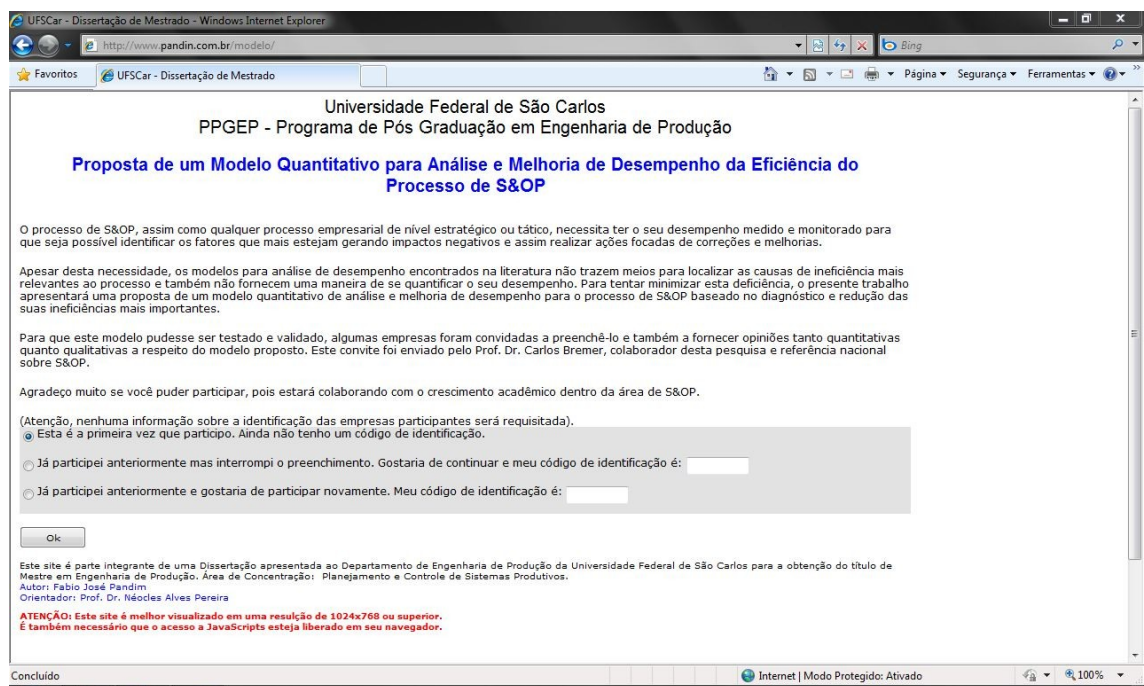 UFSCar - Dissertação de Mestrado - Windows Internet Explorer
http://www.pandin.com.br/modelo/
Bing
Favoritos
UFSCar - Dissertação de Mestrado
Página
Segurança
Ferramentas
Universidade Federal de São Carlos
PPGEP - Programa de Pós Graduação em Engenharia de Produção
Proposta de um Modelo Quantitativo para Análise e Melhoria de Desempenho da Eficiência do
Processo de S&OP
O processo de S&OP, assim como qualquer processo empresarial de nível estratégico ou tático, necessita ter o seu desempenho medido e monitorado para
que seja possível identificar os fatores que mais estejam gerando impactos negativos e assim realizar ações focadas de correções e melhorias.
Apesar desta necessidade, os modelos para análise de desempenho encontrados na literatura não trazem meios para localizar as causas de ineficiência mais
relevantes ao processo e também não fornecem uma maneira de se quantificar o seu desempenho. Para tentar minimizar esta deficiência, o presente trabalho
apresentará uma proposta de um modelo quantitativo de análise e melhoria de desempenho para o processo de S&OP baseado no diagnóstico e redução das
suas ineficiências mais importantes.
Para que este modelo pudesse ser testado e validado, algumas empresas foram convidadas a preenchê-lo e também a fornecer opiniões tanto quantitativas
quanto qualitativas a respeito do modelo proposto. Este convite foi enviado pelo Prof. Dr. Carlos Bremer, colaborador desta pesquisa e referência nacional
sobre S&OP.
Agradeço muito se você puder participar, pois estará colaborando com o crescimento acadêmico dentro da área de S&OP.
(Atenção, nenhuma informação sobre a identificação das empresas participantes será requisitada).
Esta é a primeira vez que participo. Ainda não tenho um código de identificação.
Já participei anteriormente mas interrompi o preenchimento. Gostaria de continuar e meu código de identificação é:
Já participei anteriormente e gostaria de participar novamente. Meu código de identificação é:
Ok
Este site é parte integrante de uma Dissertação apresentada ao Departamento de Engenharia de Produção da Universidade Federal de São Carlos para a obtenção do título de
Mestre em Engenharia de Produção. Área de Concentração: Planejamento e Controle de Sistemas Produtivos.
Autor: Fabio José Pandim
Orientador: Prof. Dr. Néocles Alves Pereira
ATENÇÃO: Este site é melhor visualizado em uma resulção de 1024x768 ou superior.
É também necessário que o acesso a JavaScripts esteja liberado em seu navegador.
Concluído
Internet | Modo Protegido: Ativado
100%